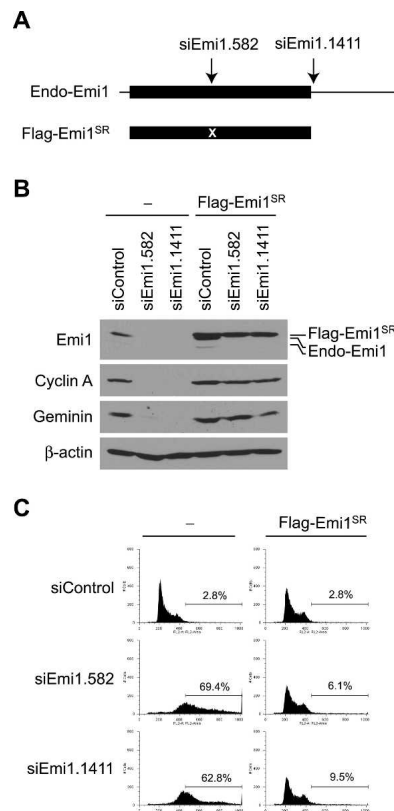 A
siEmi1.582
siEmi1.1411
Endo-Emi1
Flag-Emi1SR
X
B
–
Flag-Emi1SR
siControl
siEmi1.582
siEmi1.1411
siControl
siEmi1.582
siEmi1.1411
Emi1
Flag-Emi1SR
Endo-Emi1
Cyclin A
Geminin
β-actin
C
–
Flag-Emi1SR
siControl
2.8%
2.8%
siEmi1.582
69.4%
6.1%
siEmi1.1411
62.8%
9.5%